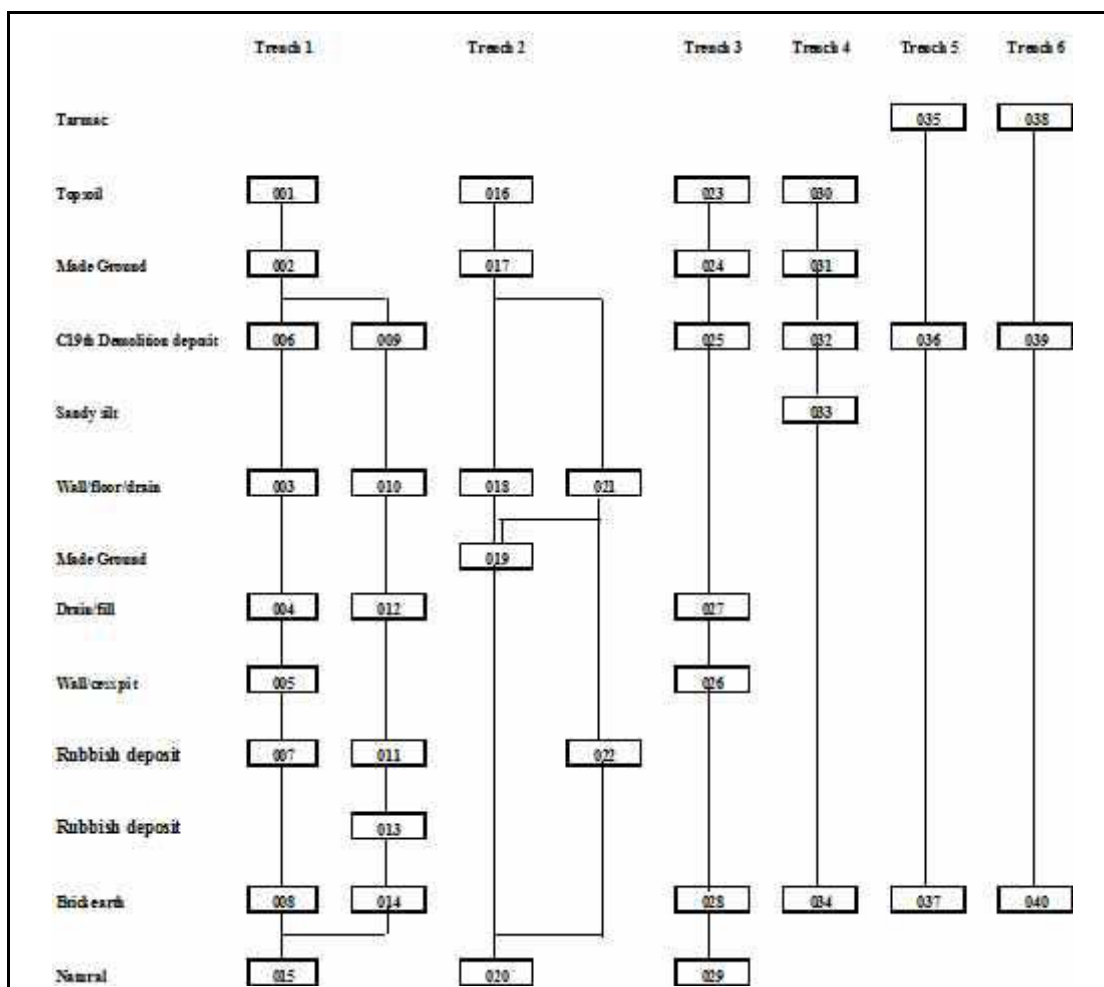 Trench 1 Trench 2 Trench 3 Trench 4 Trench 5 Trench 6
Tarmac 035 038
Topsoil 001 016 023 030
Made Ground 002 017 024 031
C19th Demolition deposit 006 009 025 032 036 039
Sandy silt 033
Wall/floor/drain 003 010 018 021
Made Ground 019
Drain/fill 004 012 027
Wall/cess pit 005 026
Rubbish deposit 007 011 022
Rubbish deposit 013
Brickearth 008 014 028 034 037 040
Natural 015 020 029